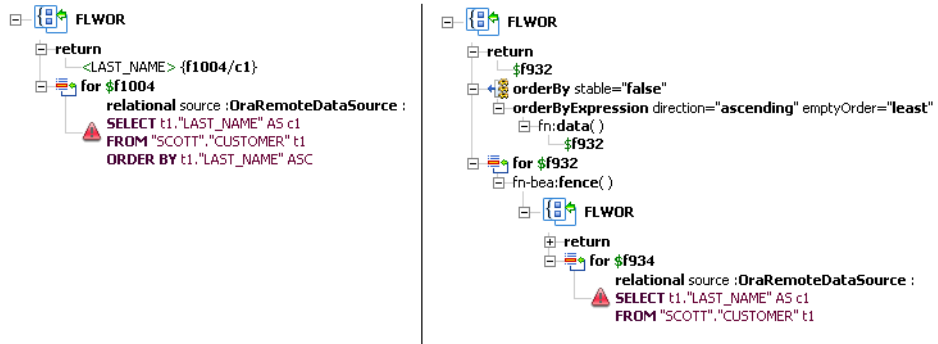 FLWOR
return
<LAST_NAME> {f1004/c1}
for $f1004
relational source :OraRemoteDataSource :
SELECT t1."LAST_NAME" AS c1
FROM "SCOTT"."CUSTOMER" t1
ORDER BY t1."LAST_NAME" ASC
FLWOR
return
$f932
orderBy stable="false"
orderByExpression direction="ascending" emptyOrder="least"
fn:data( )
$f932
for $f932
fn-bea:fence( )
FLWOR
return
for $f934
relational source :OraRemoteDataSource :
SELECT t1."LAST_NAME" AS c1
FROM "SCOTT"."CUSTOMER" t1